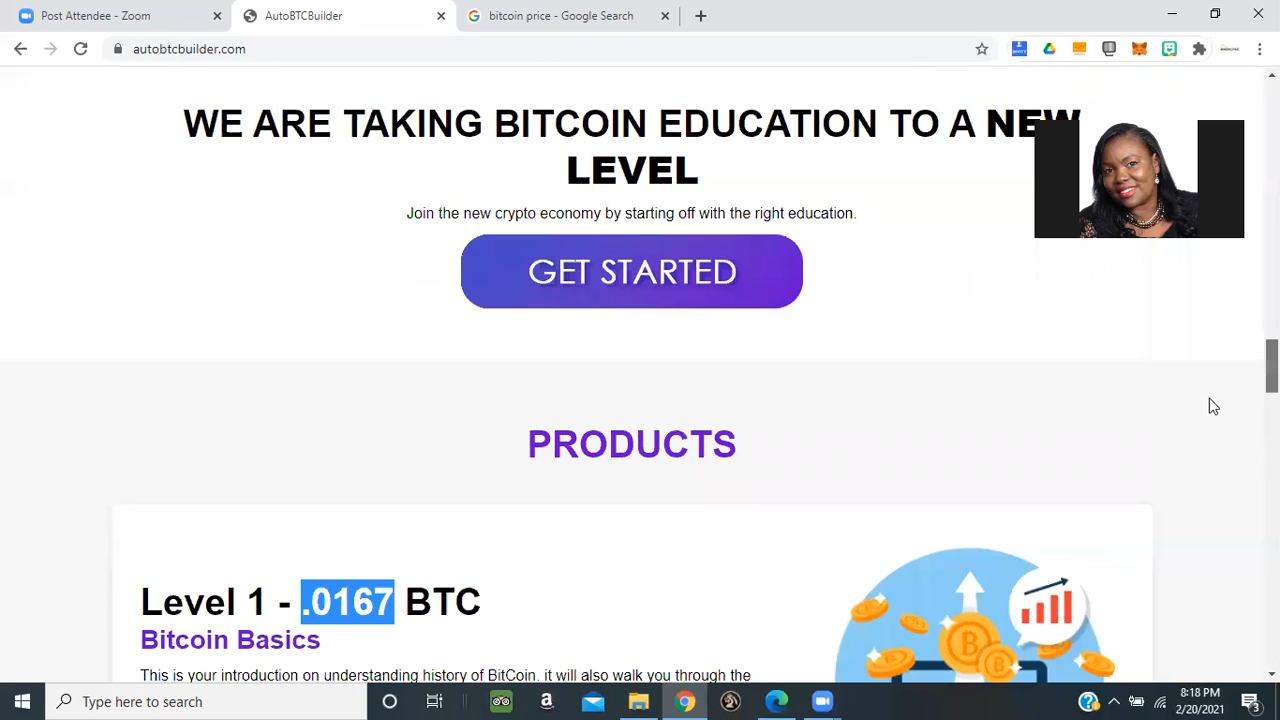 Post Attendee - Zoom
AutoBTCBuilder
bitcoin price - Google Search
autobtcbuilder.com
WE ARE TAKING BITCOIN EDUCATION TO A NEW
LEVEL
Join the new crypto economy by starting off with the right education.
GET STARTED
PRODUCTS
Level 1 - .0167 BTC
Bitcoin Basics
This is your introduction on understanding history of BitCoin, it will also walk you through the
Type here to search
8:18 PM
2/20/2021
3